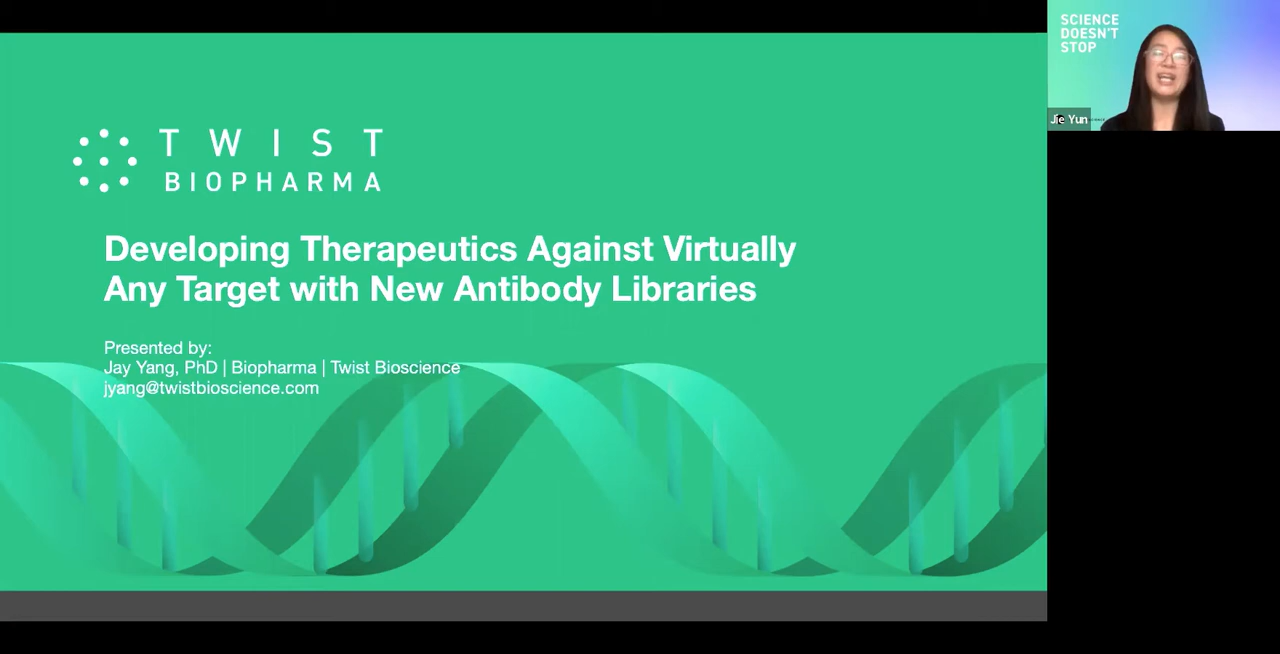 TWIST
BIOPHARMA
Developing Therapeutics Against Virtually
Any Target with New Antibody Libraries
Presented by:
Jay Yang, PhD | Biopharma | Twist Bioscience
jyang@twistbioscience.com
SCIENCE
DOESN'T
STOP
Jie Yun